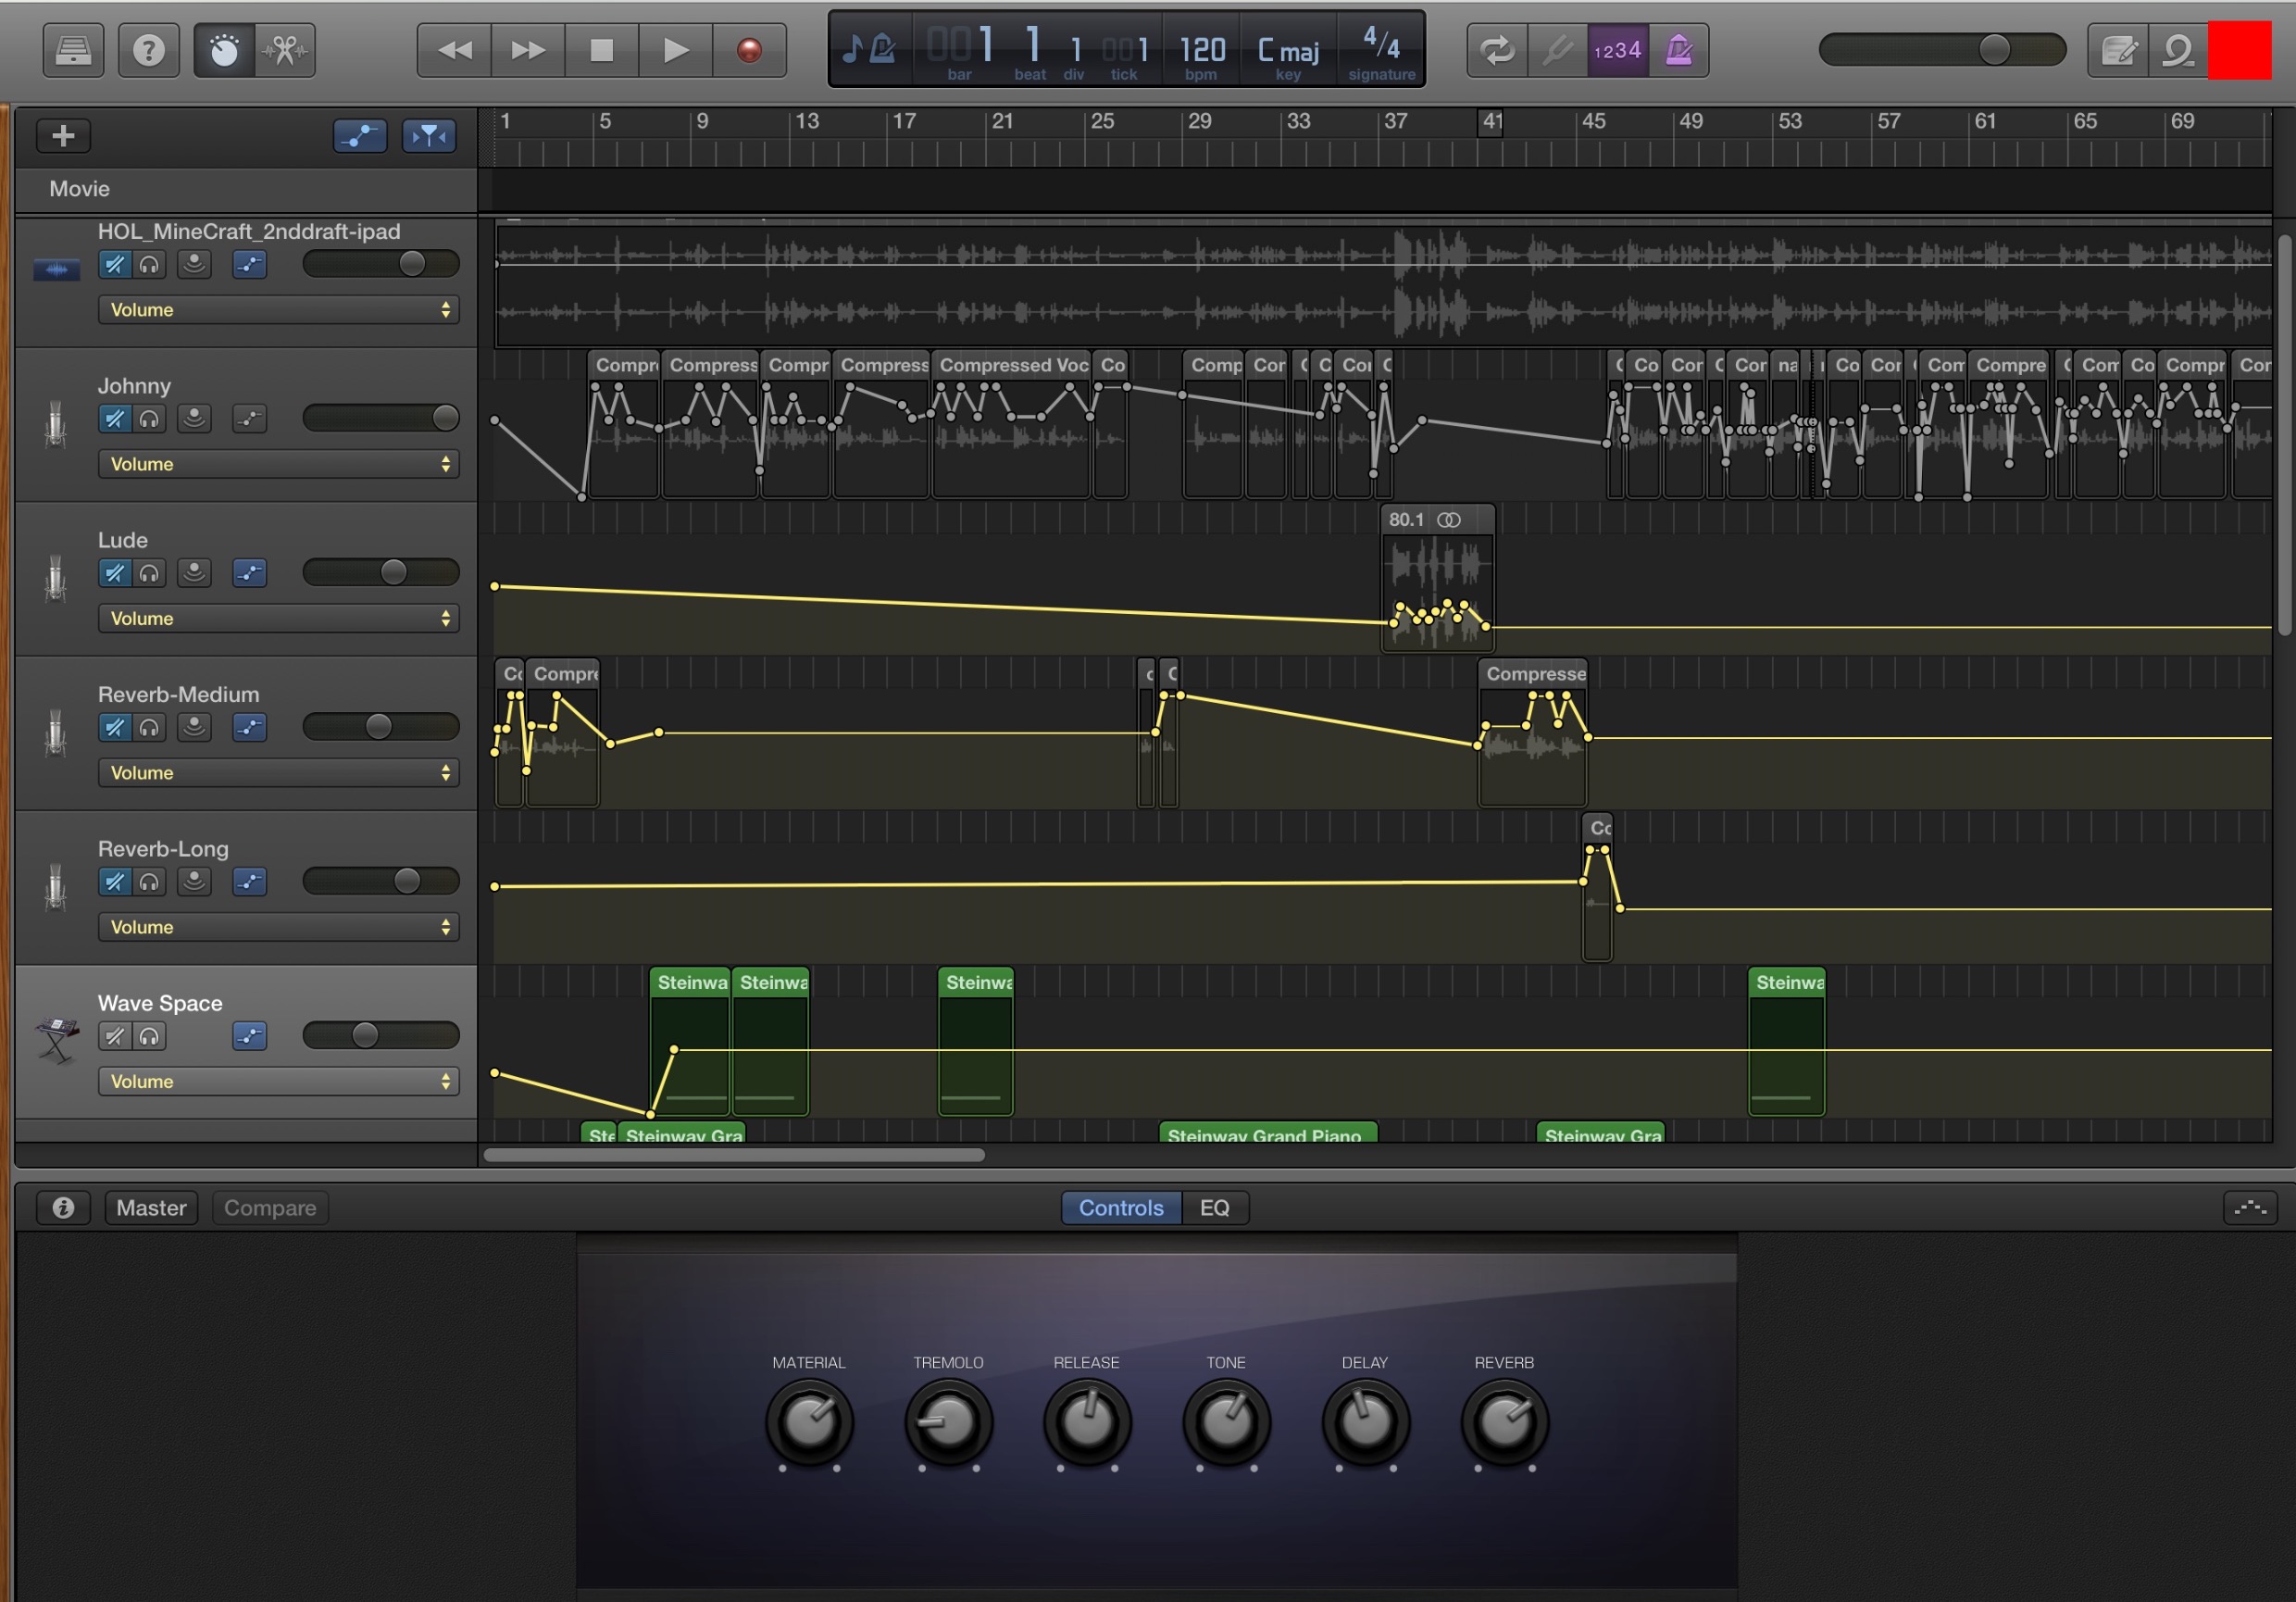 001 1 1 001 120 C maj 4/4
bar beat div tick bpm key signature
1234
1 5 9 13 17 21 25 29 33 37 41 45 49 53 57 61 65 69
Movie
HOL_MineCraft_2nddraft-ipad
Volume
Johnny
Volume
Compr Compress Compr Compress Compressed Voc Co Comp Cor C Cor C Co Cor C Cor na Co Cor Com Compre C Com Co Compr Cor
Lude
Volume
80.1
Reverb-Medium
Volume
Co Compre c C Compresse
Reverb-Long
Volume
Co
Wave Space
Volume
Steinwa Steinwa Steinwa Steinwa
Ste Steinway Gra Steinway Grand Piano Steinway Gra
Master Compare Controls EQ
MATERIAL TREMOLO RELEASE TONE DELAY REVERB